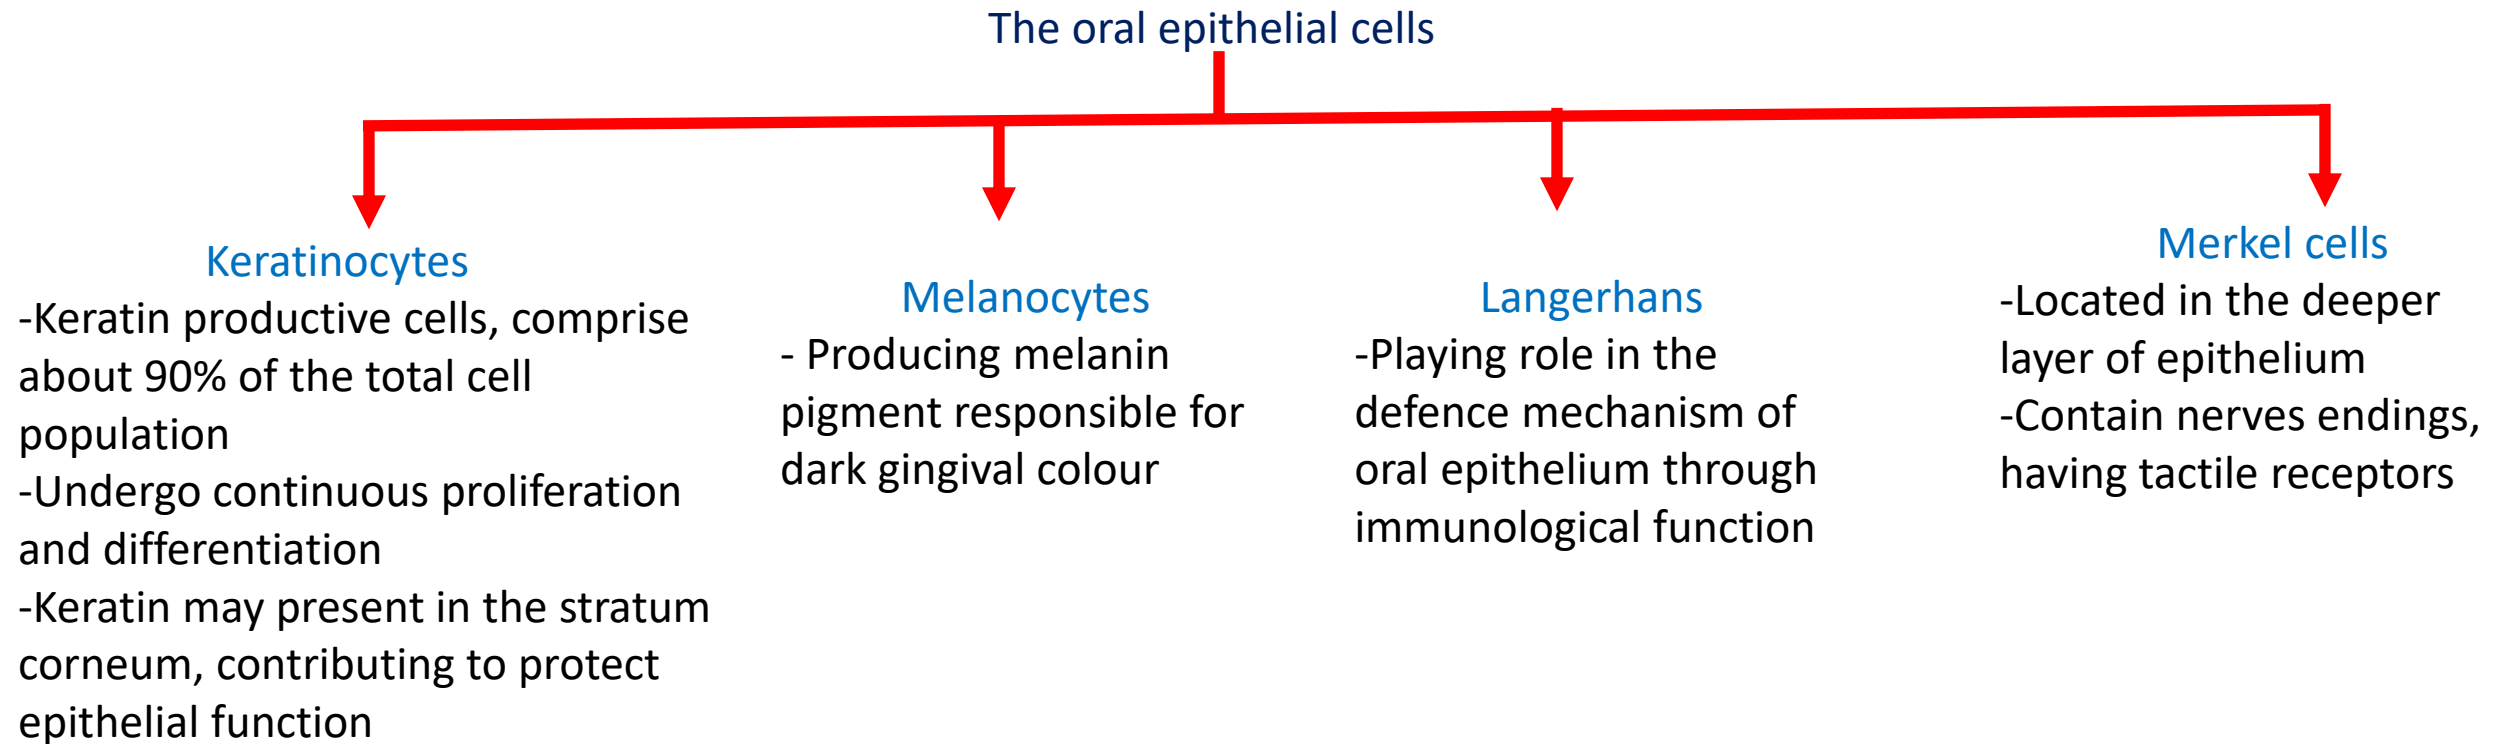 The oral epithelial cells
Keratinocytes
-Keratin productive cells, comprise
about 90% of the total cell
population
-Undergo continuous proliferation
and differentiation
-Keratin may present in the stratum
corneum, contributing to protect
epithelial function
Melanocytes
- Producing melanin
pigment responsible for
dark gingival colour
Langerhans
-Playing role in the
defence mechanism of
oral epithelium through
immunological function
Merkel cells
-Located in the deeper
layer of epithelium
-Contain nerves endings,
having tactile receptors